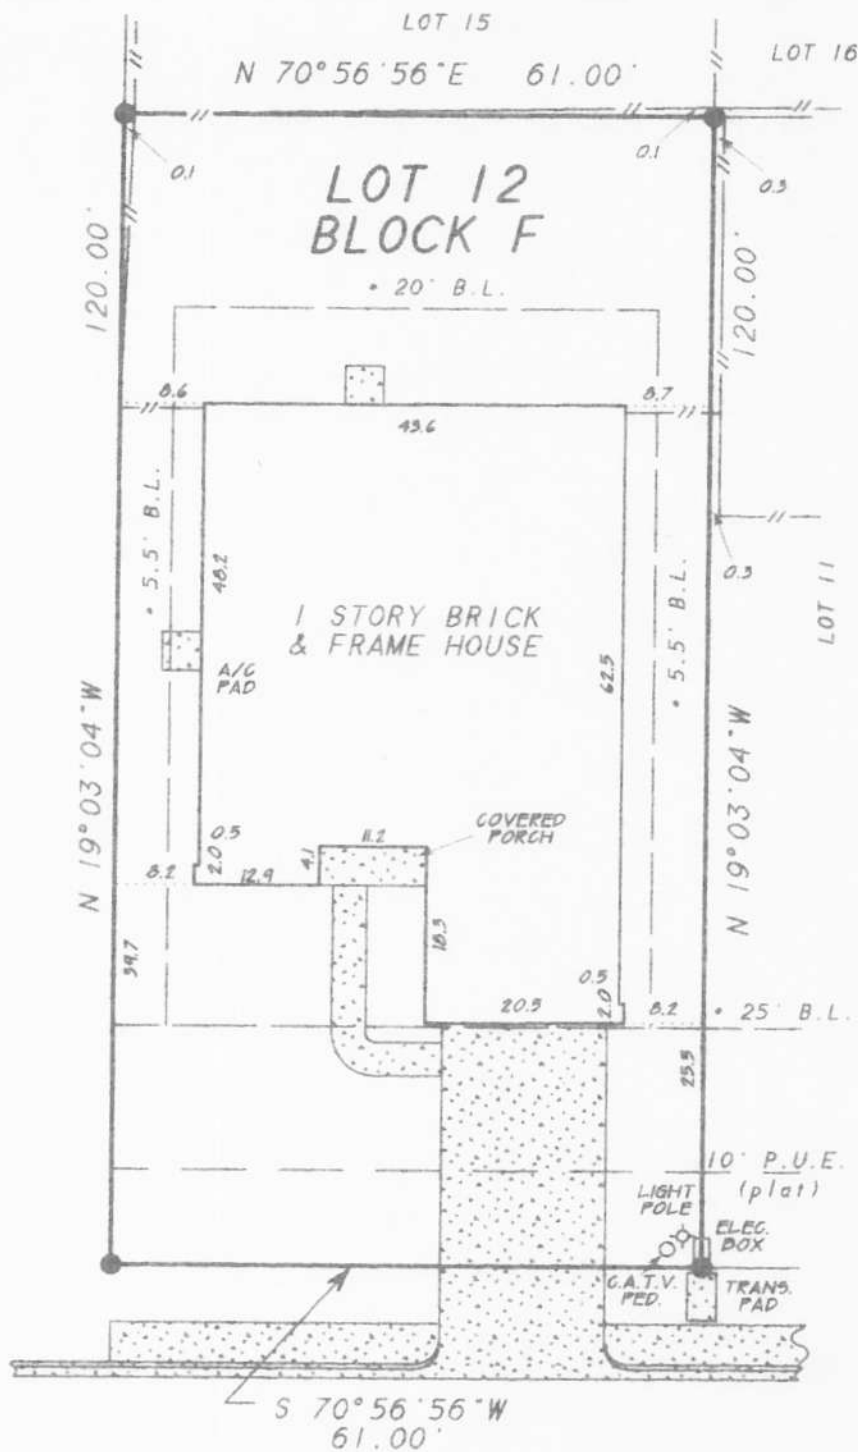 LOT 15
LOT 16
N 70°56'56"E 61.00'
0.1
0.1
0.3
LOT 12
BLOCK F
120.00'
120.00'
• 20' B.L.
8.6
8.7
43.6
• 5.5' B.L.
48.2
0.3
LOT 11
1 STORY BRICK
& FRAME HOUSE
62.5
• 5.5' B.L.
A/C
PAD
N 19°03'04"W
N 19°03'04"W
COVERED
PORCH
11.2
4.1
0.5
2.0
8.2
12.9
39.7
18.3
0.5
2.0
20.5
8.2
• 25' B.L.
25.5
10' P.U.E.
(plat)
LIGHT
POLE
ELEC.
BOX
C.A.T.V.
PED.
TRANS.
PAD
S 70°56'56"W
61.00'